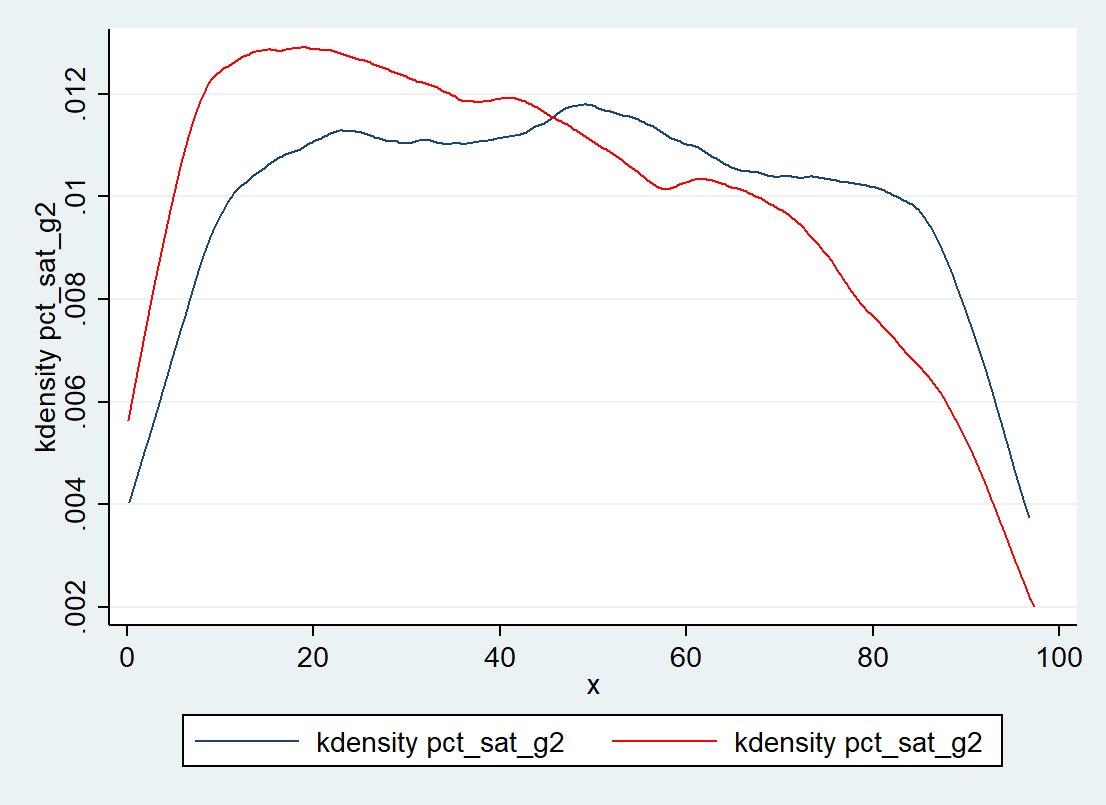 kdensity pct_sat_g2
.012
.01
.008
.006
.004
.002
0 20 40 60 80 100
x
kdensity pct_sat_g2 kdensity pct_sat_g2